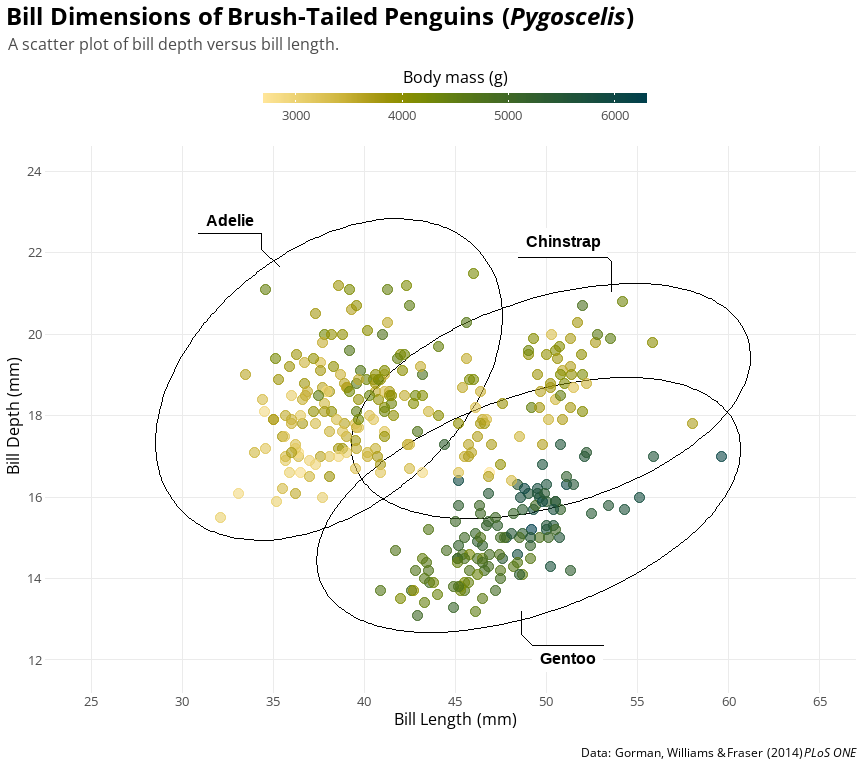 Bill Dimensions of Brush-Tailed Penguins (Pygoscelis)
A scatter plot of bill depth versus bill length.
Body mass (g)
3000 4000 5000 6000
24
22
20
18
16
14
12
Bill Depth (mm)
Adelie
Chinstrap
Gentoo
25 30 35 40 45 50 55 60 65
Bill Length (mm)
Data: Gorman, Williams & Fraser (2014) PLoS ONE